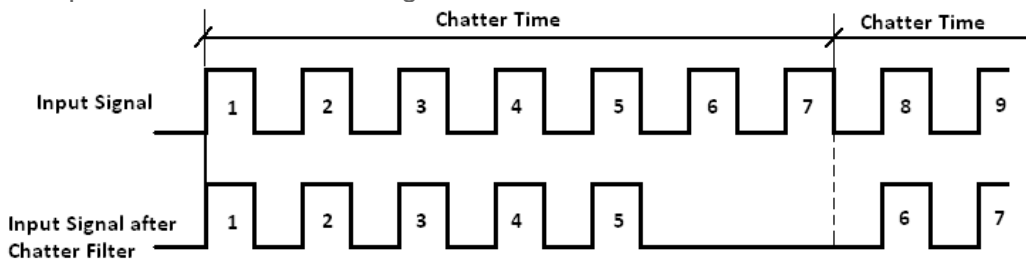 Chatter Time Chatter Time
Input Signal 1 2 3 4 5 6 7 8 9
Input Signal after 1 2 3 4 5 6 7
Chatter Filter